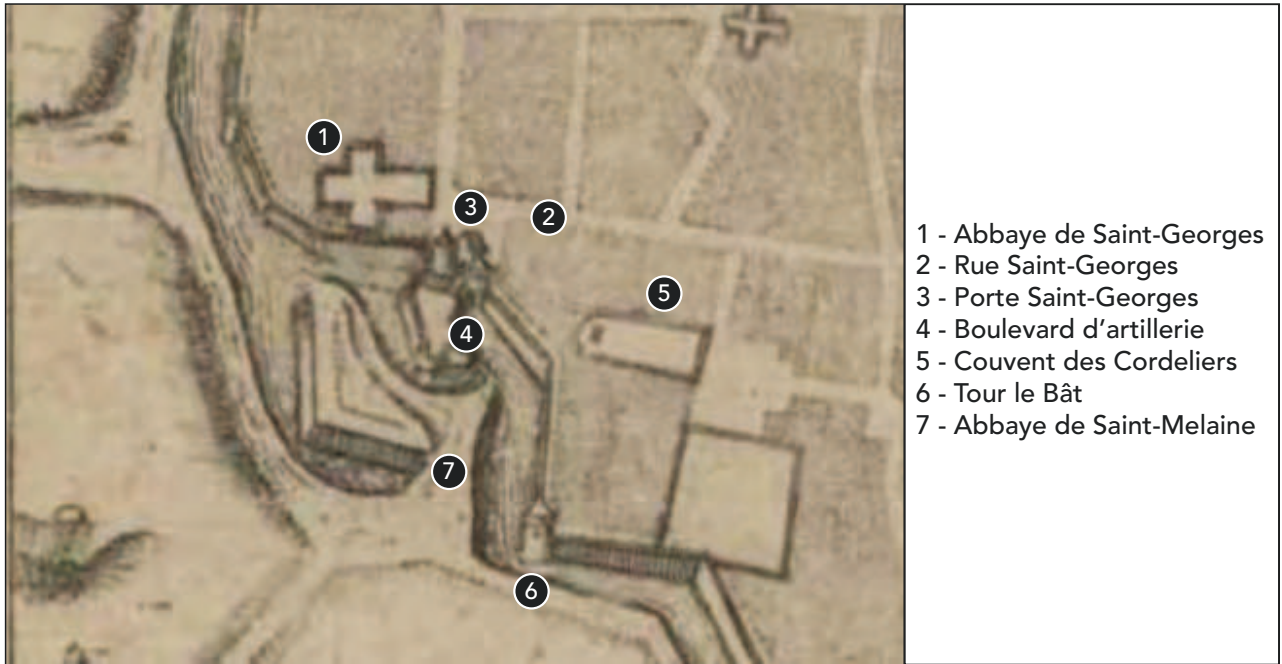 1
3
2
5
4
7
6
1 - Abbaye de Saint-Georges
2 - Rue Saint-Georges
3 - Porte Saint-Georges
4 - Boulevard d’artillerie
5 - Couvent des Cordeliers
6 - Tour le Bât
7 - Abbaye de Saint-Melaine